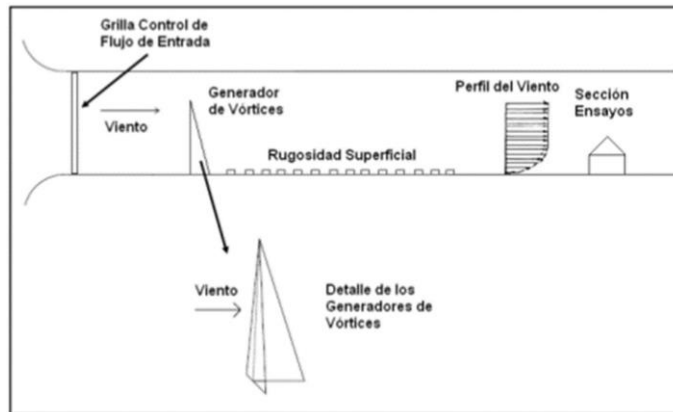 Grilla Control de
Flujo de Entrada
Viento
Generador
de Vórtices
Rugosidad Superficial
Perfil del Viento
Sección
Ensayos
Viento
Detalle de los
Generadores de
Vórtices